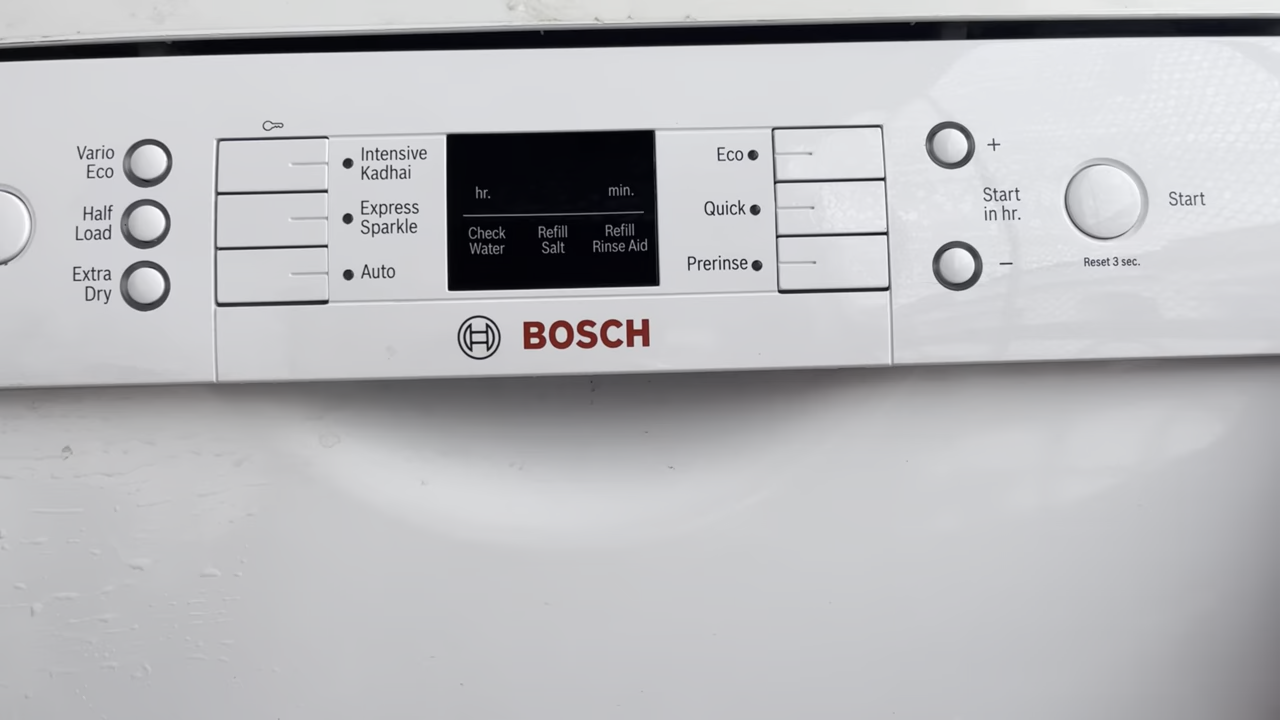 Vario
Eco
Half
Load
Extra
Dry
Intensive
Kadhai
Express
Sparkle
Auto
hr.
min.
Check
Water
Refill
Salt
Refill
Rinse Aid
Eco
Quick
Prerinse
+
Start
in hr.
−
Start
Reset 3 sec.
BOSCH